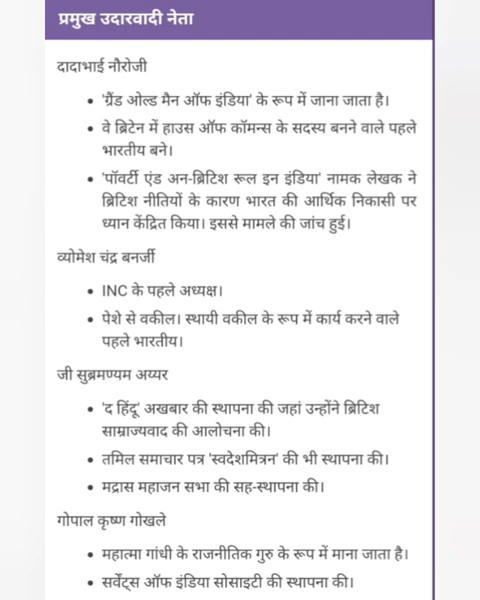 प्रमुख उदारवादी नेता
दादाभाई नौरोजी
• 'ग्रैंड ओल्ड मैन ऑफ इंडिया' के रूप में जाना जाता है।
• वे ब्रिटेन में हाउस ऑफ कॉमन्स के सदस्य बनने वाले पहले
भारतीय बने।
• 'पॉवर्टी एंड अन-ब्रिटिश रूल इन इंडिया' नामक लेखक ने
ब्रिटिश नीतियों के कारण भारत की आर्थिक निकासी पर
ध्यान केंद्रित किया। इससे मामले की जांच हुई।
व्योमेश चंद्र बनर्जी
• INC के पहले अध्यक्ष।
• पेशे से वकील। स्थायी वकील के रूप में कार्य करने वाले
पहले भारतीय।
जी सुब्रमण्यम अय्यर
• 'द हिंदू' अखबार की स्थापना की जहां उन्होंने ब्रिटिश
साम्राज्यवाद की आलोचना की।
• तमिल समाचार पत्र 'स्वदेशमित्रन' की भी स्थापना की।
• मद्रास महाजन सभा की सह-स्थापना की।
गोपाल कृष्ण गोखले
• महात्मा गांधी के राजनीतिक गुरु के रूप में माना जाता है।
• सर्वेंट्स ऑफ इंडिया सोसाइटी की स्थापना की।